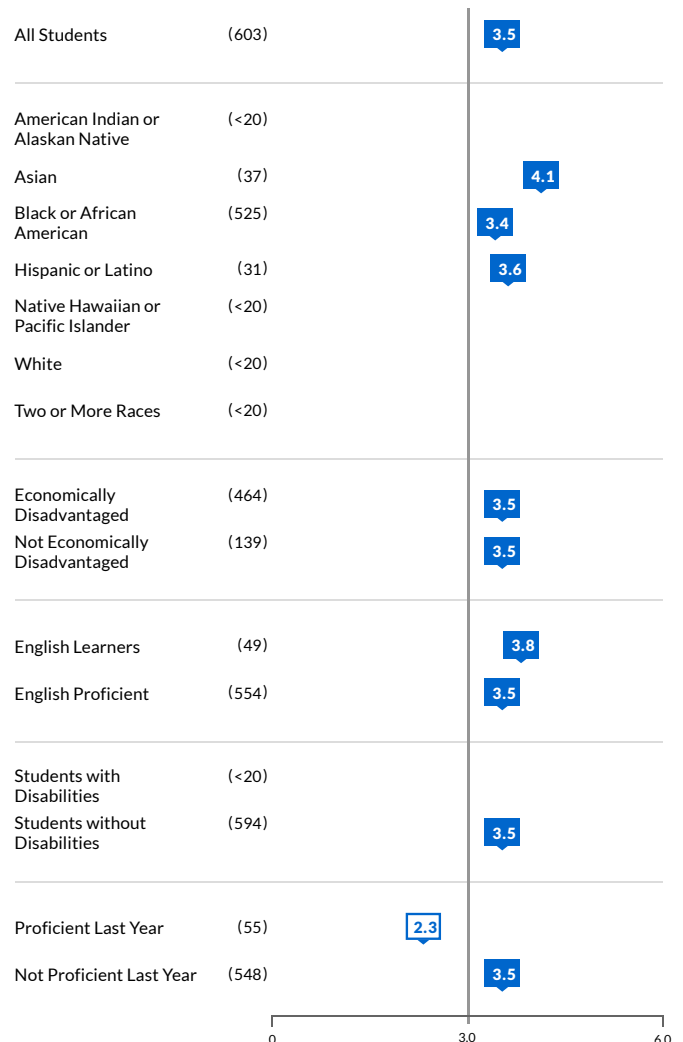 All Students (603) 3.5
American Indian or (<20)
Alaskan Native
Asian (37) 4.1
Black or African (525) 3.4
American
Hispanic or Latino (31) 3.6
Native Hawaiian or (<20)
Pacific Islander
White (<20)
Two or More Races (<20)
Economically (464) 3.5
Disadvantaged
Not Economically (139) 3.5
Disadvantaged
English Learners (49) 3.8
English Proficient (554) 3.5
Students with (<20)
Disabilities
Students without (594) 3.5
Disabilities
Proficient Last Year (55) 2.3
Not Proficient Last Year (548) 3.5
0 3.0 6.0